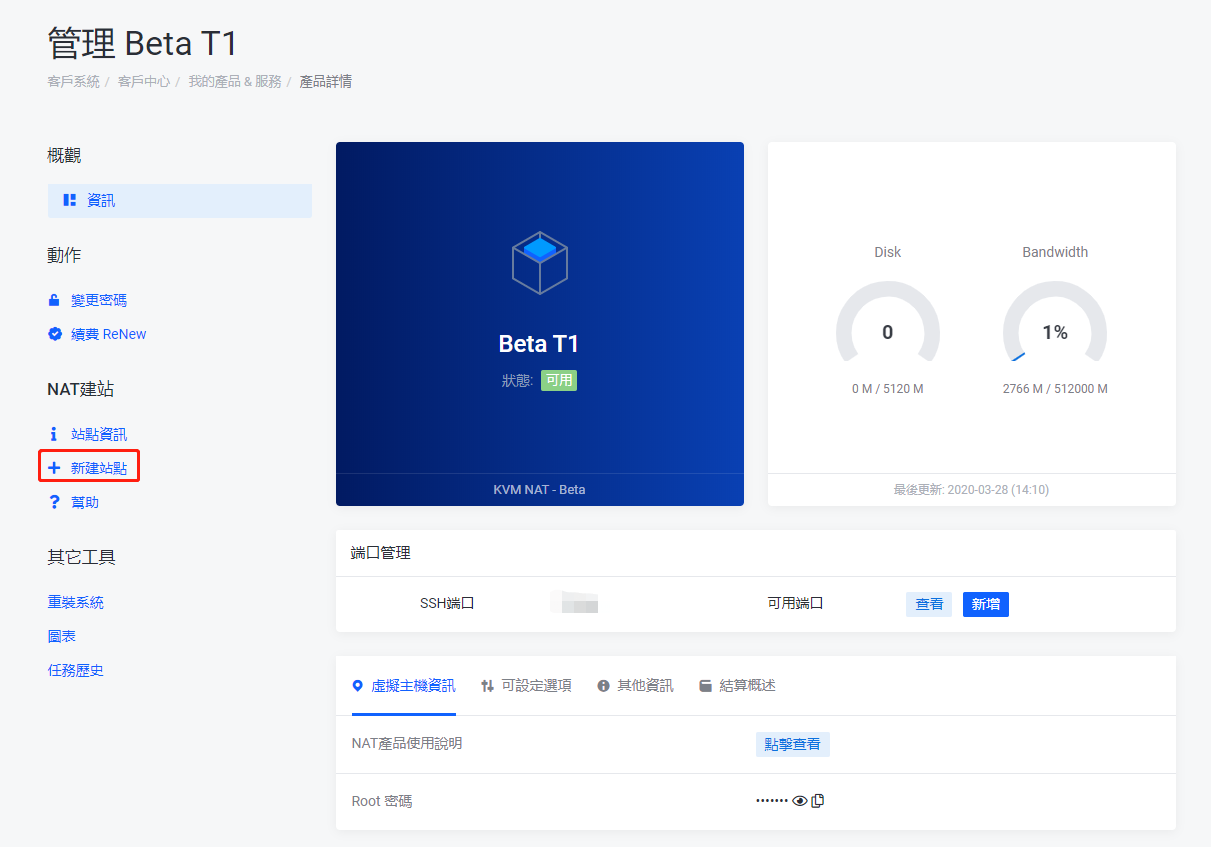 管理 Beta T1
客戶系統 / 客戶中心 / 我的產品 & 服務 / 產品詳情
概觀
資訊
動作
變更密碼
續費 ReNew
NAT建站
站點資訊
新建站點
幫助
其它工具
重裝系統
圖表
任務歷史
Beta T1
狀態: 可用
KVM NAT - Beta
Disk
0
0 M / 5120 M
Bandwidth
1%
2766 M / 512000 M
最後更新: 2020-03-28 (14:10)
端口管理
SSH端口 可用端口 查看 新增
虛擬主機資訊 可設定選項 其他資訊 結算概述
NAT產品使用說明 點擊查看
Root 密碼 •••••••